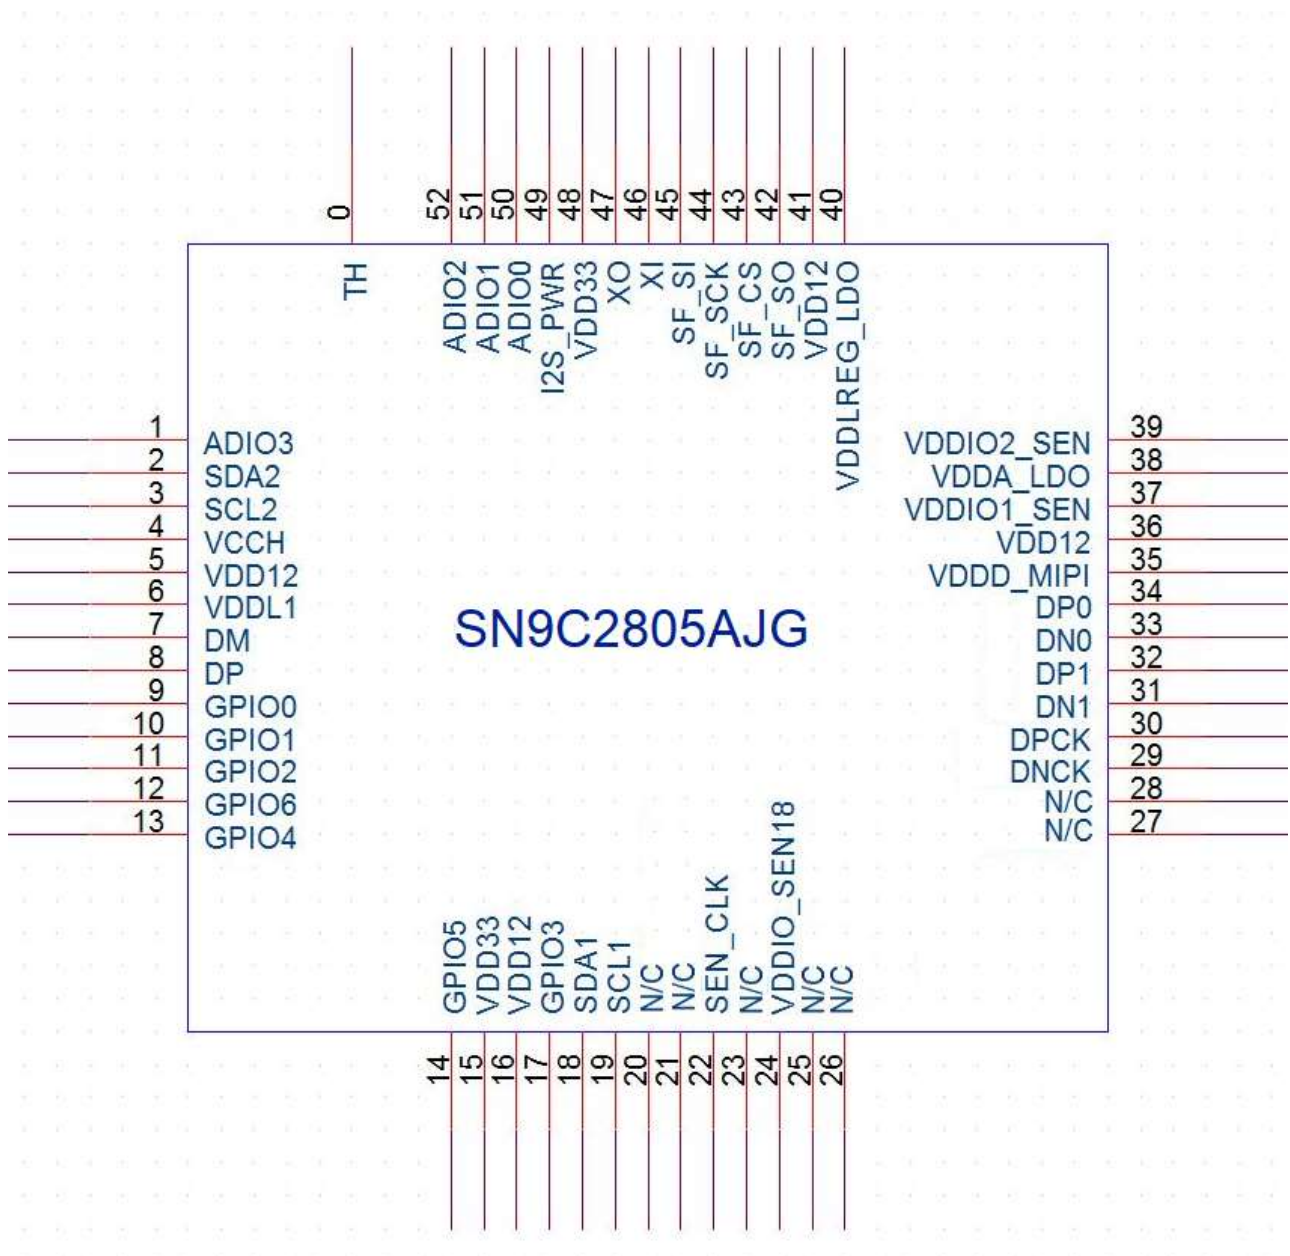 0
52
51
50
49
48
47
46
45
44
43
42
41
40
TH
ADIO2
ADIO1
ADIO0
I2S_PWR
VDD33
XO
XI
SF_SI
SF_SCK
SF_CS
SF_SO
VDD12
VDDLREG_LDO
1 ADIO3
2 SDA2
3 SCL2
4 VCCH
5 VDD12
6 VDDL1
7 DM
8 DP
9 GPIO0
10 GPIO1
11 GPIO2
12 GPIO6
13 GPIO4
SN9C2805AJG
VDDIO2_SEN 39
VDDA_LDO 38
VDDIO1_SEN 37
VDD12 36
VDDD_MIPI 35
DP0 34
DN0 33
DP1 32
DN1 31
DPCK 30
DNCK 29
N/C 28
N/C 27
GPIO5
VDD33
VDD12
GPIO3
SDA1
SCL1
N/C
N/C
SEN_CLK
N/C
VDDIO_SEN18
N/C
N/C
14
15
16
17
18
19
20
21
22
23
24
25
26